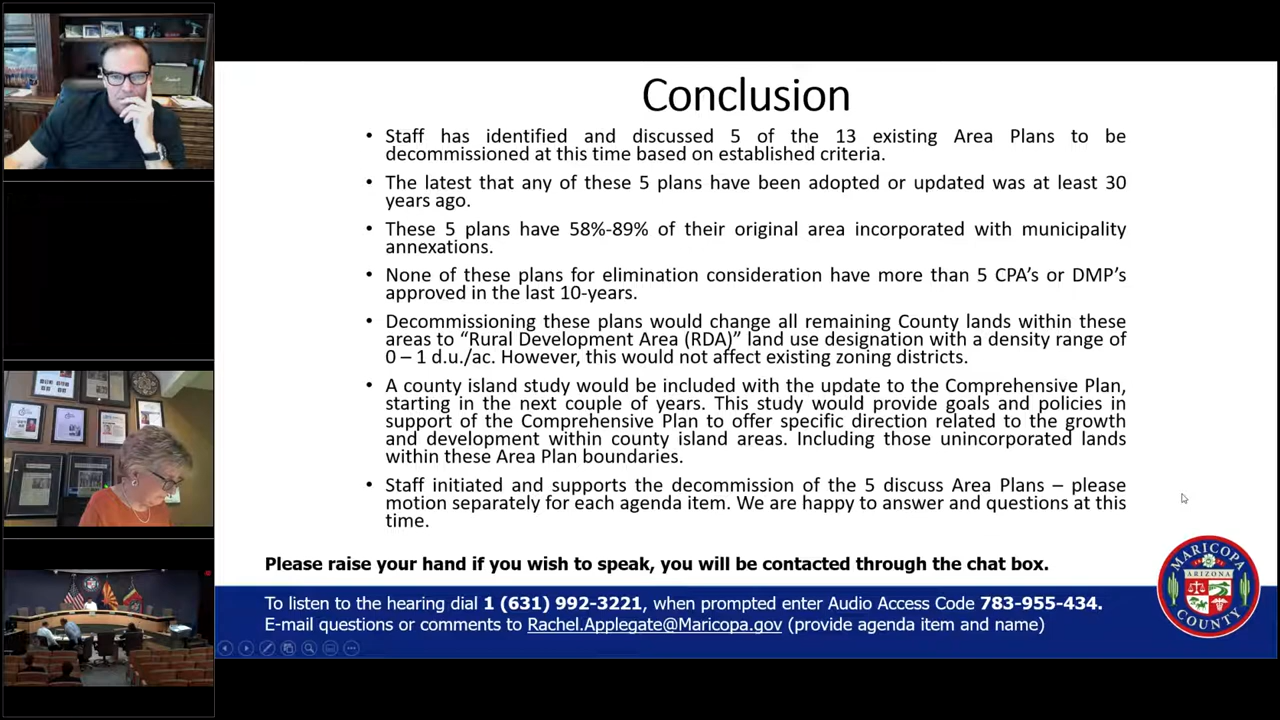 Conclusion
• Staff has identified and discussed 5 of the 13 existing Area Plans to be
decommissioned at this time based on established criteria.
• The latest that any of these 5 plans have been adopted or updated was at least 30
years ago.
• These 5 plans have 58%-89% of their original area incorporated with municipality
annexations.
• None of these plans for elimination consideration have more than 5 CPA's or DMP's
approved in the last 10-years.
• Decommissioning these plans would change all remaining County lands within these
areas to “Rural Development Area (RDA)” land use designation with a density range of
0 – 1 d.u./ac. However, this would not affect existing zoning districts.
• A county island study would be included with the update to the Comprehensive Plan,
starting in the next couple of years. This study would provide goals and policies in
support of the Comprehensive Plan to offer specific direction related to the growth
and development within county island areas. Including those unincorporated lands
within these Area Plan boundaries.
• Staff initiated and supports the decommission of the 5 discuss Area Plans – please
motion separately for each agenda item. We are happy to answer and questions at this
time.
Please raise your hand if you wish to speak, you will be contacted through the chat box.
To listen to the hearing dial 1 (631) 992-3221, when prompted enter Audio Access Code 783-955-434.
E-mail questions or comments to Rachel.Applegate@Maricopa.gov (provide agenda item and name)
MARICOPA
ARIZONA
COUNTY
Marshall